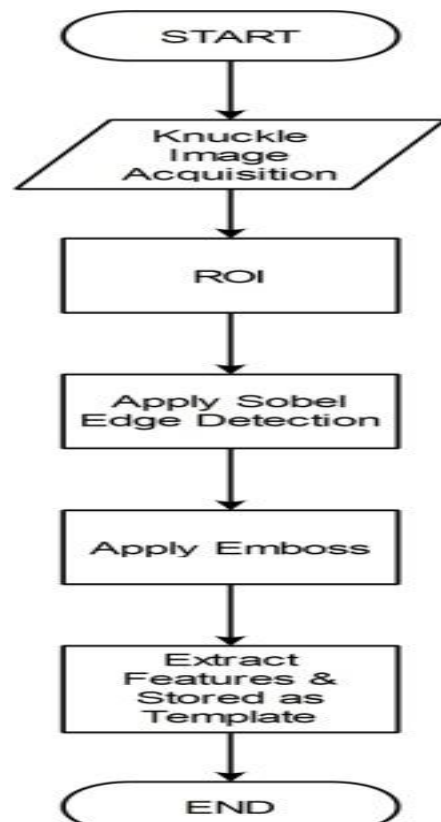 START
Knuckle
Image
Acquisition
ROI
Apply Sobel
Edge Detection
Apply Emboss
Extract
Features &
Stored as
Template
END